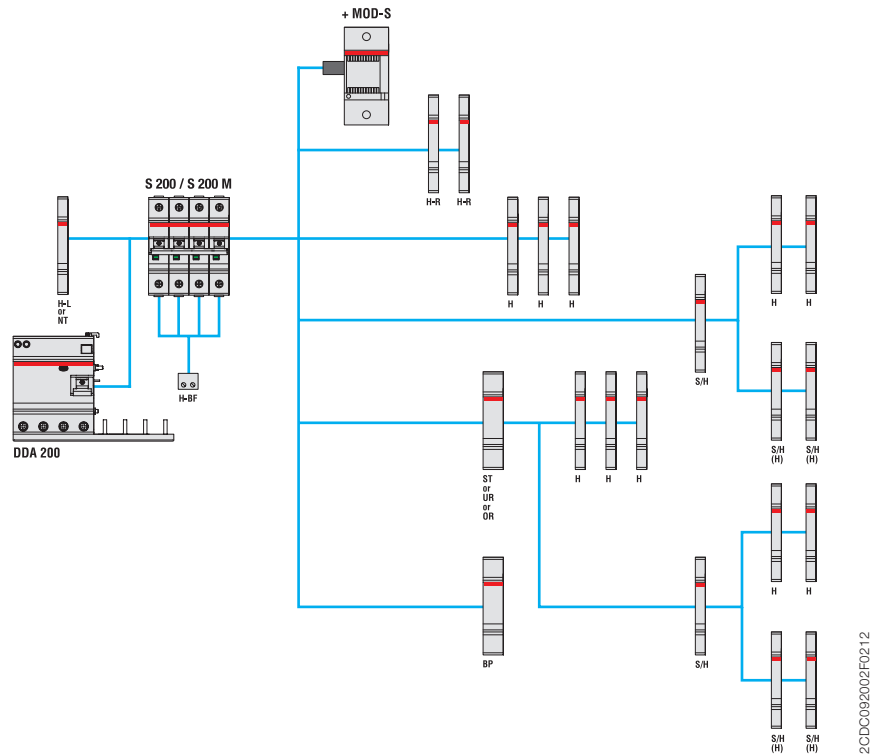 + MOD-S
H-R
H-R
S 200 / S 200 M
H-L
or
NT
H
H
H
H
H
S/H
H-BF
DDA 200
S/H
(H)
S/H
(H)
ST
or
UR
or
OR
H
H
H
H
H
BP
S/H
S/H
(H)
S/H
(H)
2CDC092002F0212